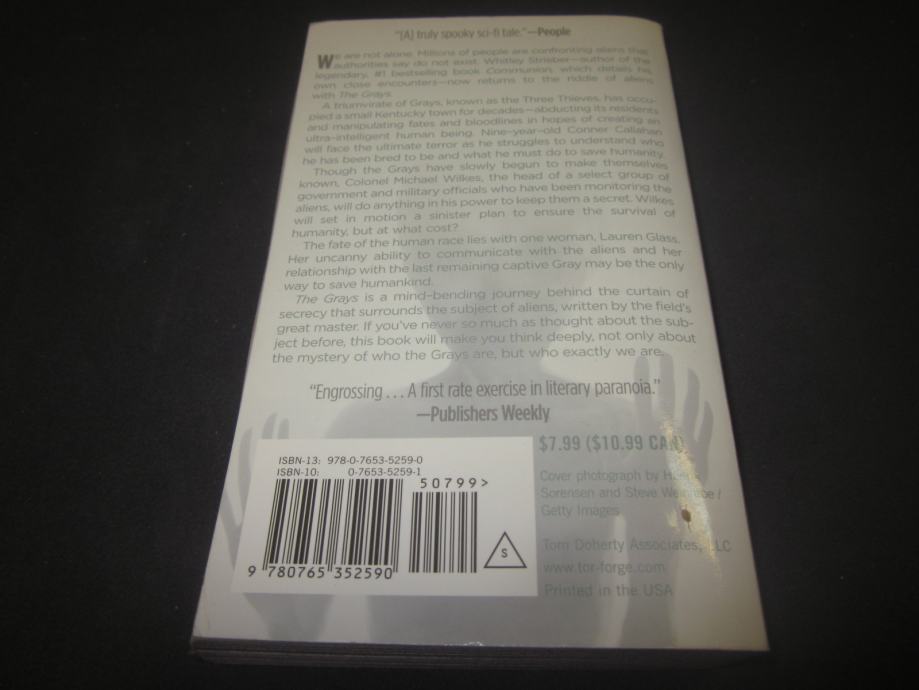 "[A] truly spooky sci-fi tale."—People
We are not alone. Millions of people are confronting aliens that
authorities say do not exist. Whitley Strieber—author of the
legendary, #1 bestselling book Communion, which details his
own close encounters—now returns to the riddle of aliens
with The Grays.
A triumvirate of Grays, known as the Three Thieves, has occu-
pied a small Kentucky town for decades—abducting its residents
and manipulating fates and bloodlines in hopes of creating an
ultra-intelligent human being. Nine-year-old Conner Callahan
will face the ultimate terror as he struggles to understand who
he has been bred to be and what he must do to save humanity.
Though the Grays have slowly begun to make themselves
known, Colonel Michael Wilkes, the head of a select group of
government and military officials who have been monitoring the
aliens, will do anything in his power to keep them a secret. Wilkes
will set in motion a sinister plan to ensure the survival of
humanity, but at what cost?
The fate of the human race lies with one woman, Lauren Glass.
Her uncanny ability to communicate with the aliens and her
relationship with the last remaining captive Gray may be the only
way to save humankind.
The Grays is a mind-bending journey behind the curtain of
secrecy that surrounds the subject of aliens, written by the field's
great master. If you've never so much as thought about the sub-
ject before, this book will make you think deeply, not only about
the mystery of who the Grays are, but who exactly we are.
"Engrossing . . . A first rate exercise in literary paranoia."
—Publishers Weekly
$7.99 ($10.99 CAN)
ISBN-13: 978-0-7653-5259-0
ISBN-10: 0-7653-5259-1
50799>
9 780765 352590
S
Cover photograph by
Sorensen and Steve /
Getty Images
Tom Doherty Associates, LLC
www.tor-forge.com
Printed in the USA